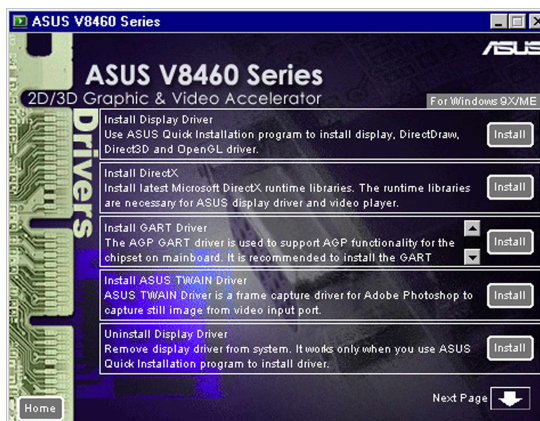 ASUS V8460 Series
ASUS
ASUS V8460 Series
2D/3D Graphic & Video Accelerator
For Windows 9X/ME
Drivers
Install Display Driver
Use ASUS Quick Installation program to install display, DirectDraw,
Direct3D and OpenGL driver.
Install
Install DirectX
Install latest Microsoft DirectX runtime libraries. The runtime libraries
are necessary for ASUS display driver and video player.
Install
Install GART Driver
The AGP GART driver is used to support AGP functionality for the
chipset on mainboard. It is recommended to install the GART
Install
Install ASUS TWAIN Driver
ASUS TWAIN Driver is a frame capture driver for Adobe Photoshop to
capture still image from video input port.
Install
Uninstall Display Driver
Remove display driver from system. It works only when you use ASUS
Quick Installation program to install driver.
Install
Next Page
Home